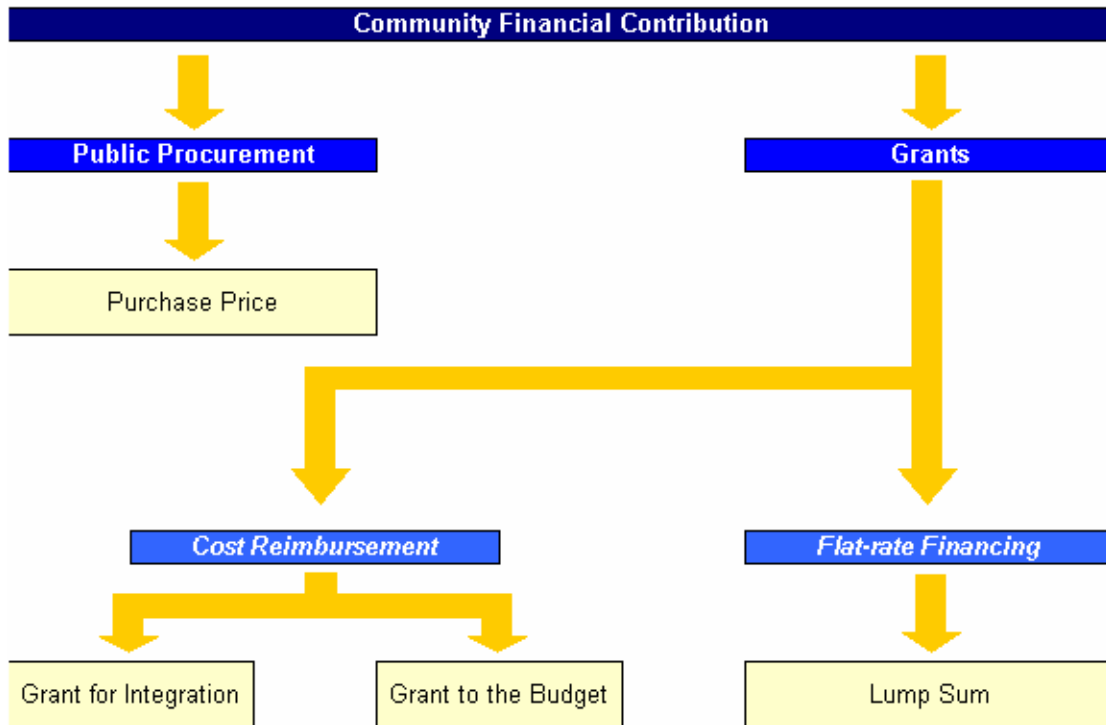 Community Financial Contribution
Public Procurement
Grants
Purchase Price
Cost Reimbursement
Flat-rate Financing
Grant for Integration
Grant to the Budget
Lump Sum